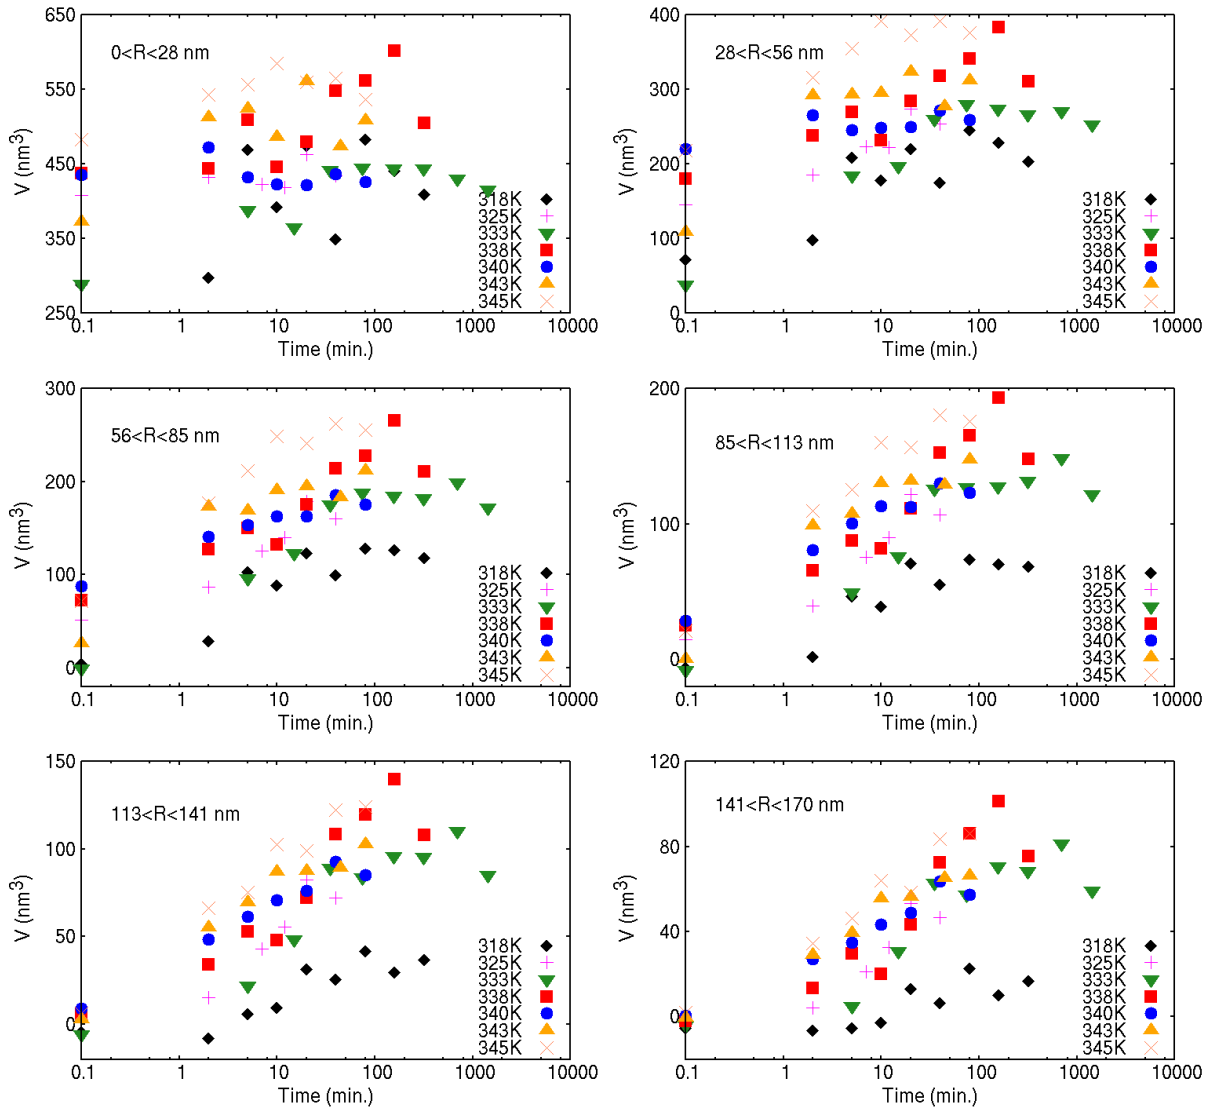 650
550
450
350
250
V (nm³)
0<R<28 nm
318K
325K
333K
338K
340K
343K
345K
0.1 1 10 100 1000 10000
Time (min.)
400
300
200
100
0
V (nm³)
28<R<56 nm
318K
325K
333K
338K
340K
343K
345K
0.1 1 10 100 1000 10000
Time (min.)
300
200
100
0
V (nm³)
56<R<85 nm
318K
325K
333K
338K
340K
343K
345K
0.1 1 10 100 1000 10000
Time (min.)
200
100
0
V (nm³)
85<R<113 nm
318K
325K
333K
338K
340K
343K
345K
0.1 1 10 100 1000 10000
Time (min.)
150
100
50
0
V (nm³)
113<R<141 nm
318K
325K
333K
338K
340K
343K
345K
0.1 1 10 100 1000 10000
Time (min.)
120
80
40
0
V (nm³)
141<R<170 nm
318K
325K
333K
338K
340K
343K
345K
0.1 1 10 100 1000 10000
Time (min.)